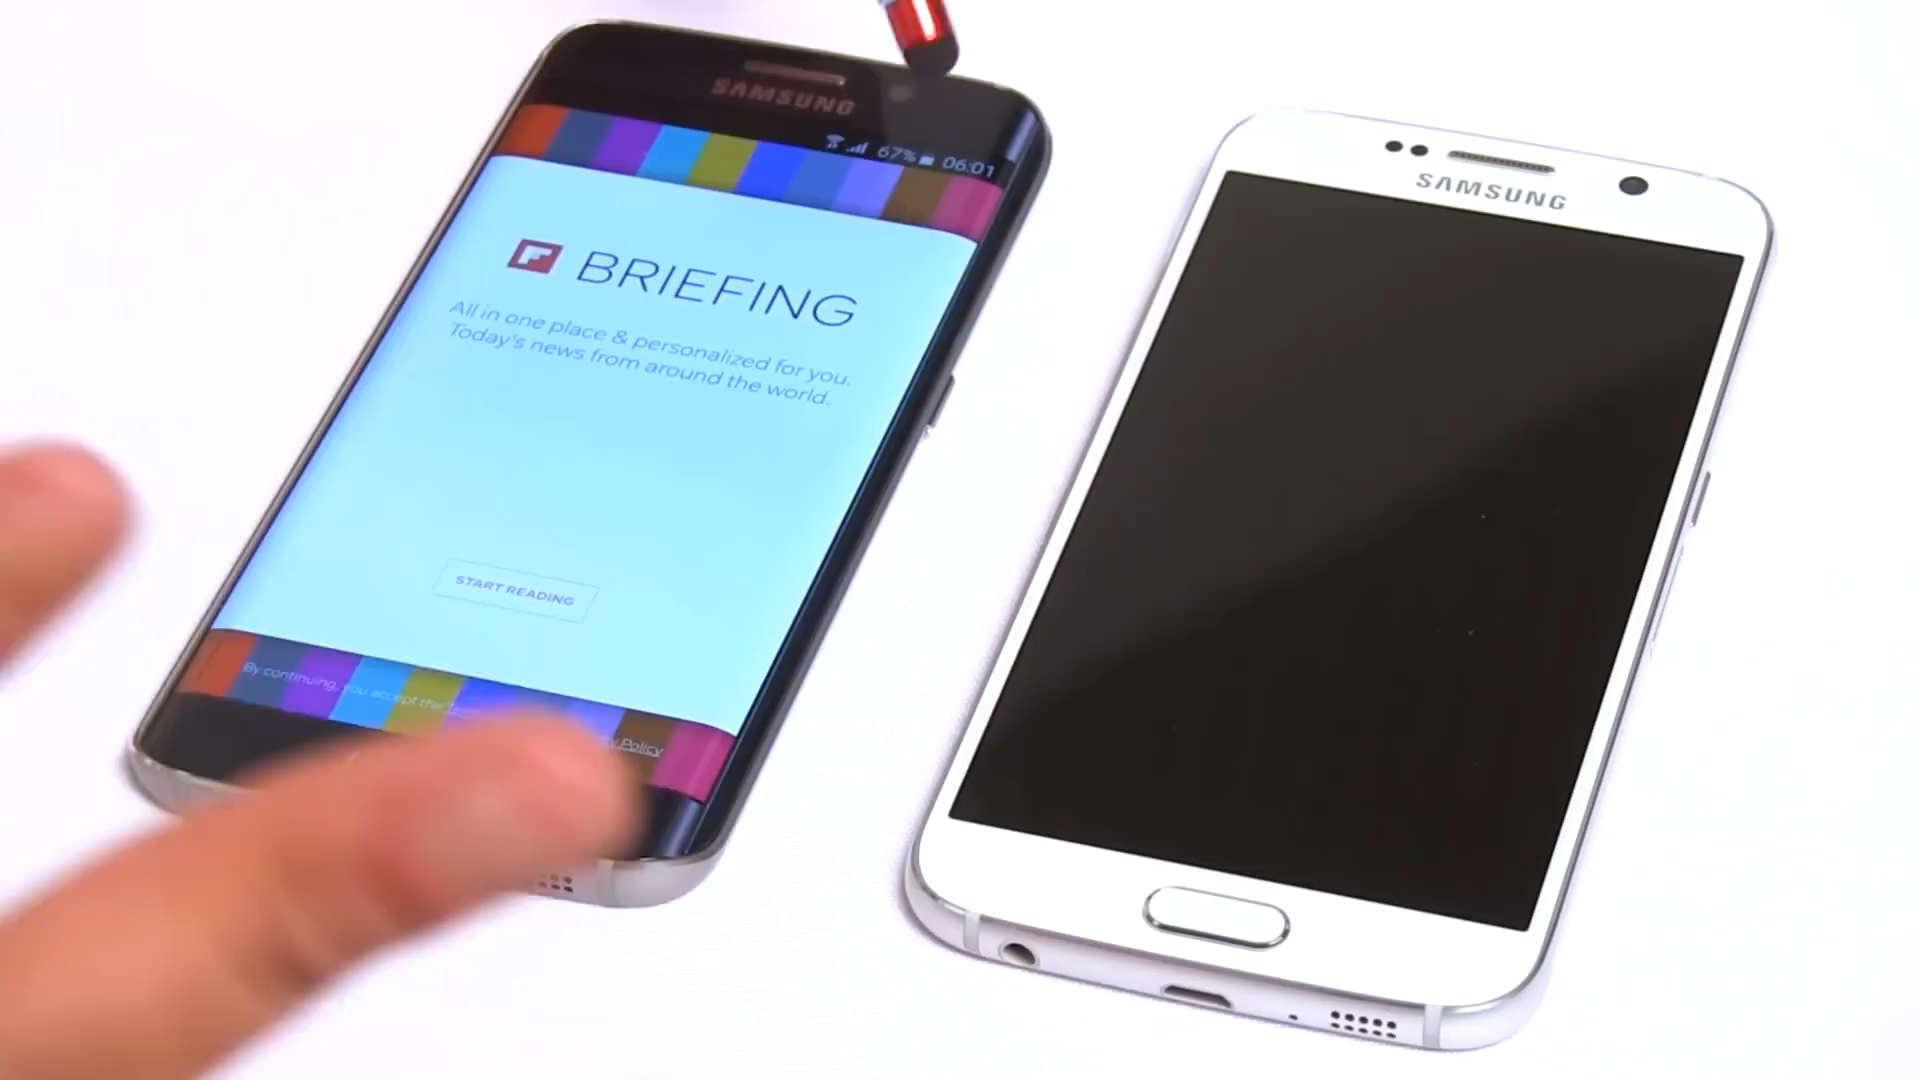 SAMSUNG
67% 06:01
BRIEFING
All in one place & personalized for you.
Today's news from around the world.
START READING
By continuing, you accept the
Policy
SAMSUNG